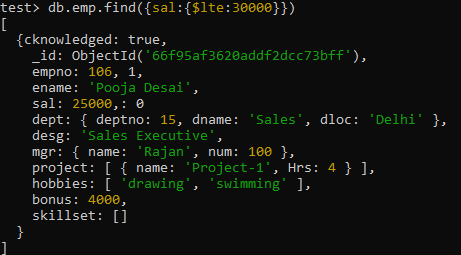 test> db.emp.find({sal:{$lte:30000}})
[
  {cknowledged: true,
    _id: ObjectId('66f95af3620addf2dcc73bff'),
    empno: 106, 1,
    ename: 'Pooja Desai',
    sal: 25000,: 0
    dept: { deptno: 15, dname: 'Sales', dloc: 'Delhi' },
    desg: 'Sales Executive',
    mgr: { name: 'Rajan', num: 100 },
    project: [ { name: 'Project-1', Hrs: 4 } ],
    hobbies: [ 'drawing', 'swimming' ],
    bonus: 4000,
    skillset: []
  }
]